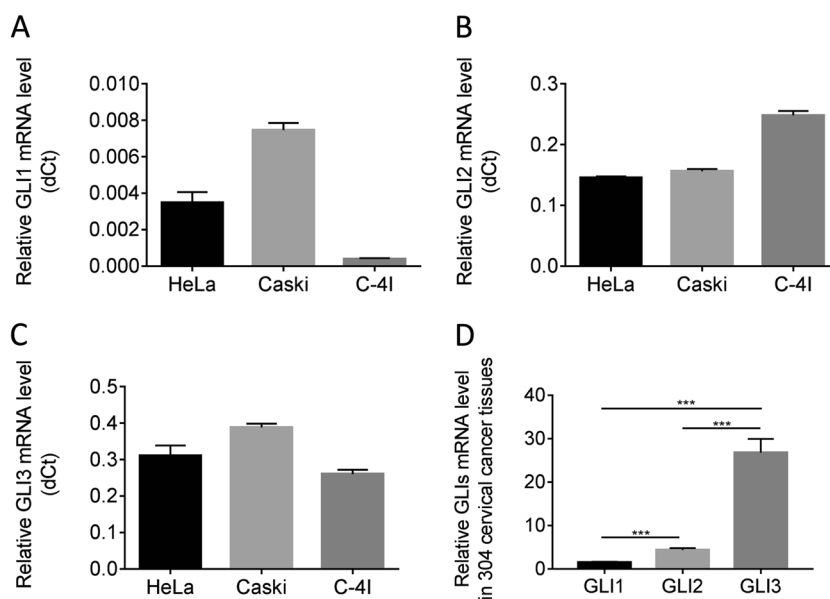 A
Relative GLI1 mRNA level
(dCt)
0.010
0.008
0.006
0.004
0.002
0.000
HeLa Caski C-4I
B
Relative GLI2 mRNA level
(dCt)
0.3
0.2
0.1
0.0
HeLa Caski C-4I
C
Relative GLI3 mRNA level
(dCt)
0.5
0.4
0.3
0.2
0.1
0.0
HeLa Caski C-4I
D
Relative GLIs mRNA level
in 304 cervical cancer tissues
40
30
20
10
0
***
***
***
GLI1 GLI2 GLI3